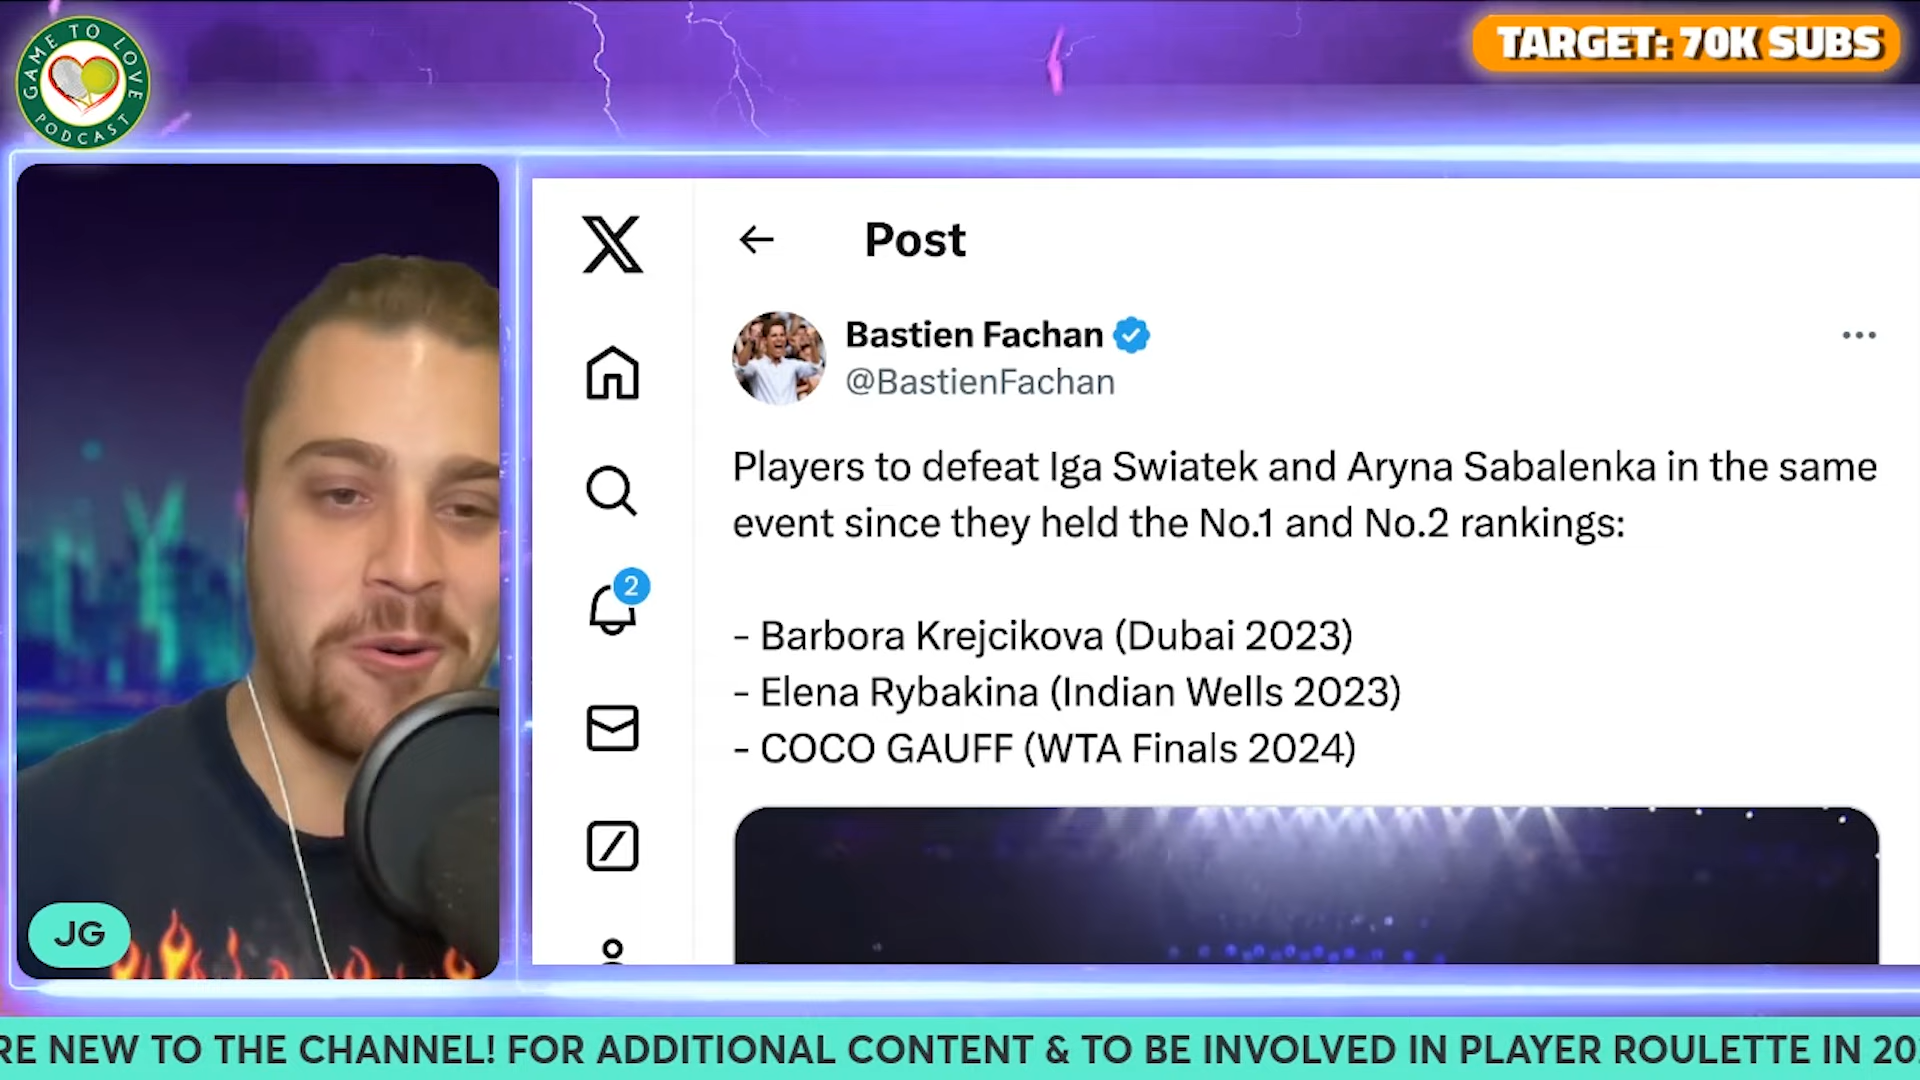 GAME TO LOVE
PODCAST
TARGET: 70K SUBS
Post
Bastien Fachan
@BastienFachan
Players to defeat Iga Swiatek and Aryna Sabalenka in the same
event since they held the No.1 and No.2 rankings:
- Barbora Krejcikova (Dubai 2023)
- Elena Rybakina (Indian Wells 2023)
- COCO GAUFF (WTA Finals 2024)
2
JG
RE NEW TO THE CHANNEL! FOR ADDITIONAL CONTENT & TO BE INVOLVED IN PLAYER ROULETTE IN 20